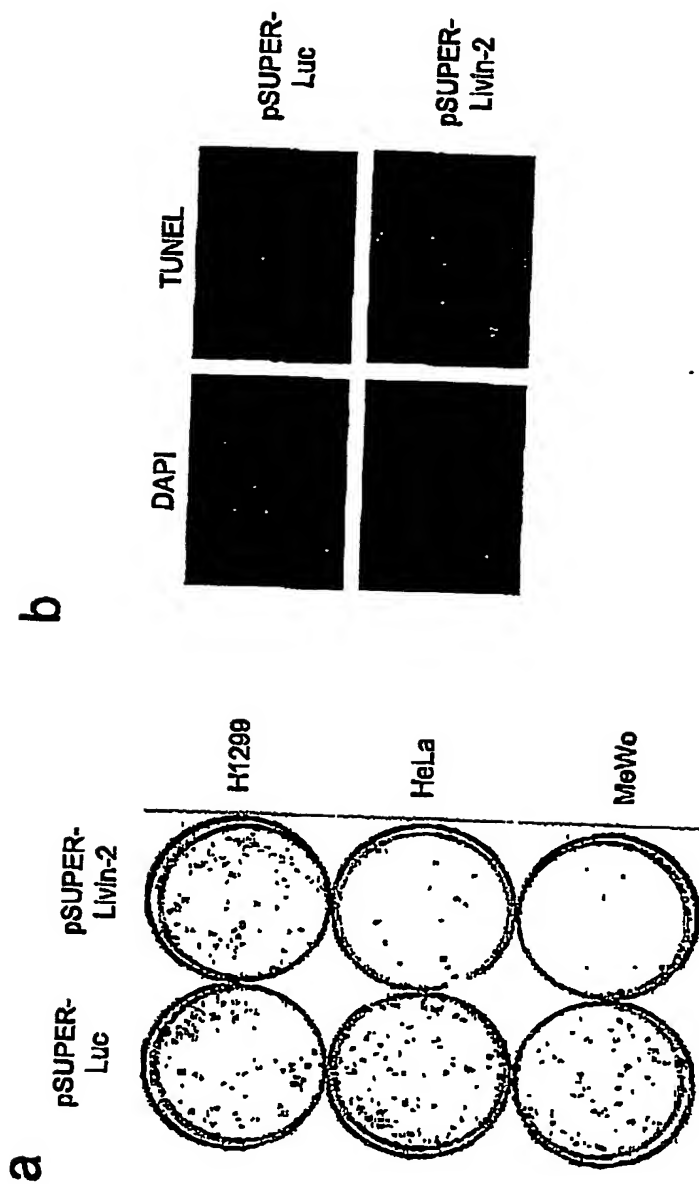 a
pSUPER-
Luc
pSUPER-
Livin-2
H1299
HeLa
MeWo
b
DAPI
TUNEL
pSUPER-
Luc
pSUPER-
Livin-2